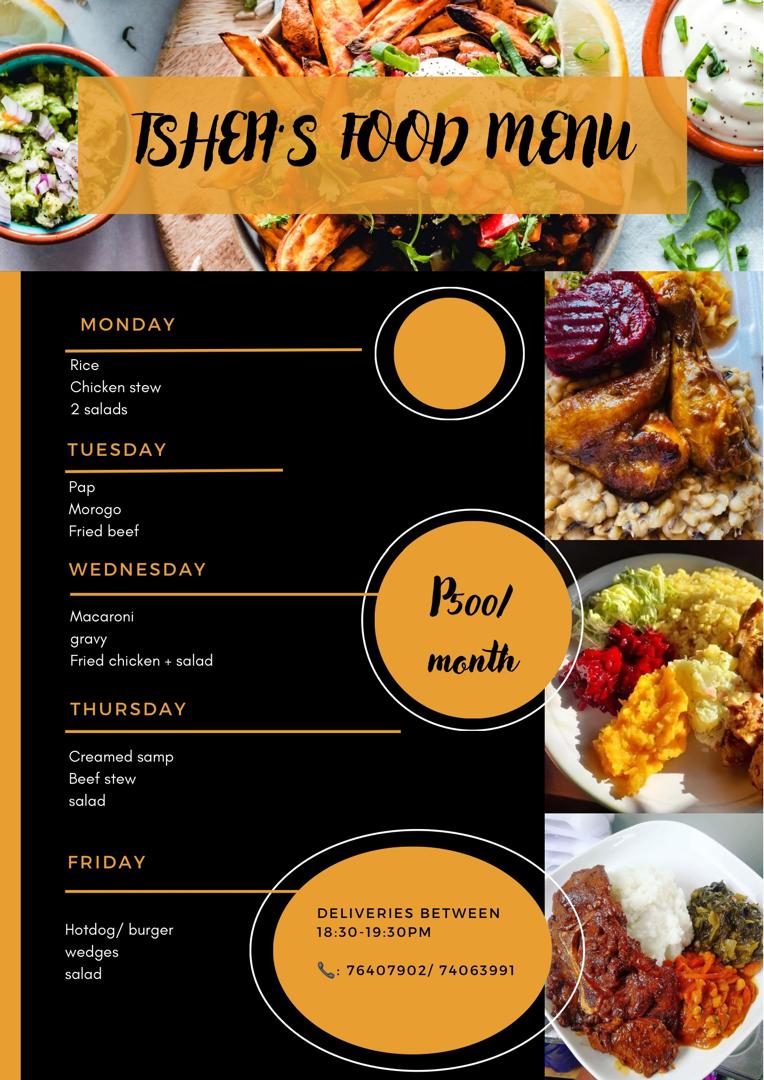 TSHEPI'S FOOD MENU
MONDAY
Rice
Chicken stew
2 salads
TUESDAY
Pap
Morogo
Fried beef
WEDNESDAY
Macaroni
gravy
Fried chicken + salad
P500/
month
THURSDAY
Creamed samp
Beef stew
salad
FRIDAY
Hotdog/ burger
wedges
salad
DELIVERIES BETWEEN
18:30-19:30PM
📞: 76407902/ 74063991